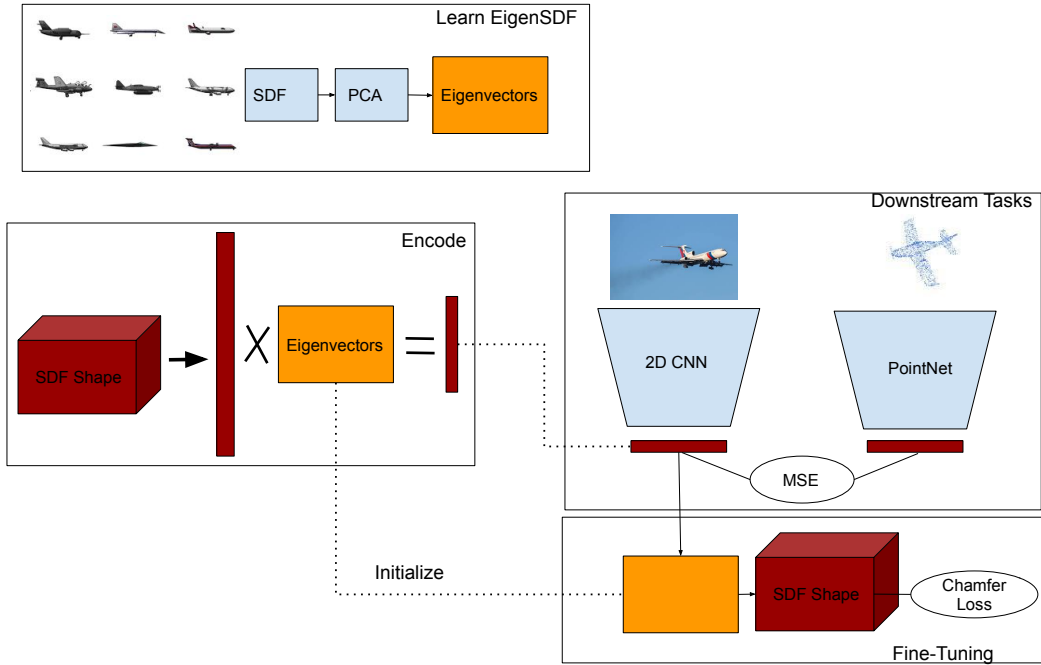 Learn EigenSDF
SDF
PCA
Eigenvectors
Encode
SDF Shape
Eigenvectors
Downstream Tasks
2D CNN
PointNet
MSE
Initialize
SDF Shape
Chamfer
Loss
Fine-Tuning